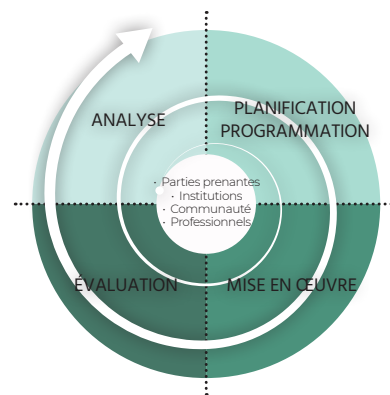 ANALYSE
PLANIFICATION
PROGRAMMATION
· Parties prenantes
· Institutions
· Communauté
· Professionnels
ÉVALUATION
MISE EN ŒUVRE